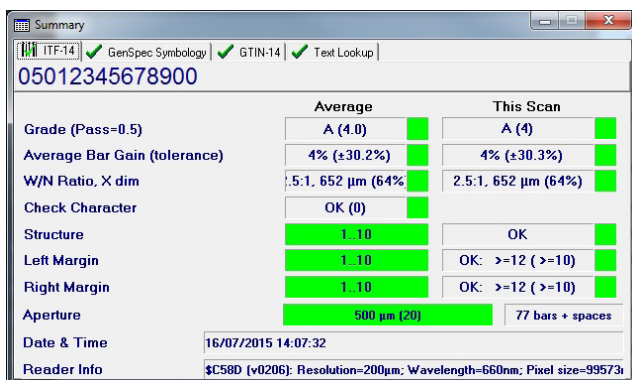 Summary
ITF-14 GenSpec Symbology GTIN-14 Text Lookup
05012345678900
Average This Scan
Grade (Pass=0.5) A (4.0) A (4)
Average Bar Gain (tolerance) 4% (±30.2%) 4% (±30.3%)
W/N Ratio, X dim .5:1, 652 µm (64% 2.5:1, 652 µm (64%)
Check Character OK (0)
Structure 1..10 OK
Left Margin 1..10 OK: >=12 ( >=10)
Right Margin 1..10 OK: >=12 ( >=10)
Aperture 500 µm (20) 77 bars + spaces
Date & Time 16/07/2015 14:07:32
Reader Info $C58D (v0206): Resolution=200µm; Wavelength=660nm; Pixel size=99573